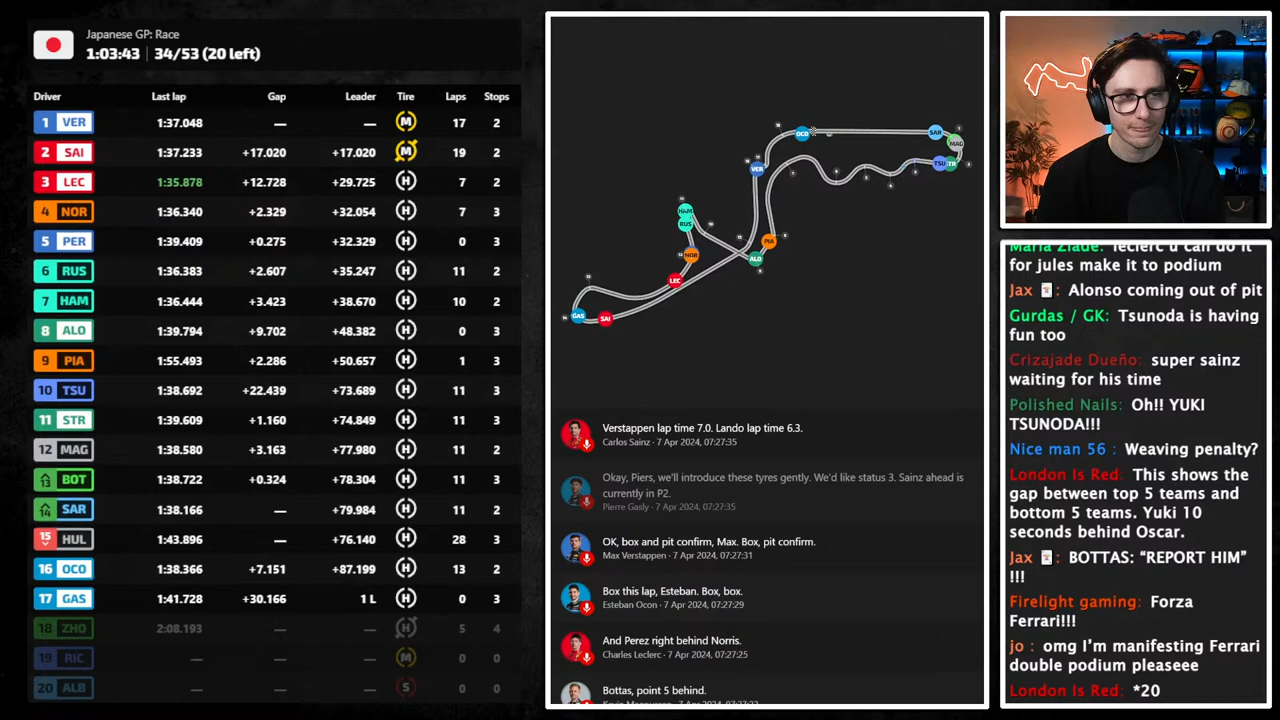 Japanese GP: Race
1:03:43 34/53 (20 left)
Driver Last lap Gap Leader Tire Laps Stops
1 VER 1:37.048 — — M 17 2
2 SAI 1:37.233 +17.020 +17.020 M 19 2
3 LEC 1:35.878 +12.728 +29.725 H 7 2
4 NOR 1:36.340 +2.329 +32.054 H 7 3
5 PER 1:39.409 +0.275 +32.329 H 0 3
6 RUS 1:36.383 +2.607 +35.247 H 11 2
7 HAM 1:36.444 +3.423 +38.670 H 10 2
8 ALO 1:39.794 +9.702 +48.382 H 0 3
9 PIA 1:55.493 +2.286 +50.657 H 1 3
10 TSU 1:38.692 +22.439 +73.689 H 11 3
11 STR 1:39.609 +1.160 +74.849 H 11 3
12 MAG 1:38.580 +0.163 — H 11 2
13 BOT 1:38.722 +0.324 H 11 3
14 SAR 1:38.166 — +79.984 H 11 2
15 HUL 1:43.896 — +76.140 H 28 3
16 OCO 1:38.366 +7.151 +87.199 H 13 2
17 GAS 1:41.728 +30.166 1 L H 0 3
18 ZHO 2:08.193 — — H 5 4
19 RIC — — — M 0 0
20 ALB — — — S 0 0
OCO
SAR
MAG
VER
TSU
HAM
RUS
PIA
NOR
ALO
LEC
GAS
SAI
Verstappen lap time 7.0. Lando lap time 6.3.
Carlos Sainz · 7 Apr 2024, 07:27:35
Okay, Piers, we'll introduce these tyres gently. We'd like status 3. Sainz ahead is
currently in P2.
Pierre Gasly · 7 Apr 2024, 07:27:35
OK, box and pit confirm, Max. Box, pit confirm.
Max Verstappen · 7 Apr 2024, 07:27:31
Box this lap, Esteban. Box, box.
Esteban Ocon · 7 Apr 2024, 07:27:29
And Perez right behind Norris.
Charles Leclerc · 7 Apr 2024, 07:27:25
Bottas, point 5 behind.
leclerc u can do it
for jules make it to podium
Jax : Alonso coming out of pit
Gurdas / GK: Tsunoda is having
fun too
Crizajade Dueño: super sainz
waiting for his time
Polished Nails: Oh!! YUKI
TSUNODA!!!
Nice man 56 : Weaving penalty?
London Is Red: This shows the
gap between top 5 teams and
bottom 5 teams. Yuki 10
seconds behind Oscar.
Jax : BOTTAS: “REPORT HIM”
!!!
Firelight gaming: Forza
Ferrari!!!
jo : omg I’m manifesting Ferrari
double podium pleaseee
London Is Red: *20